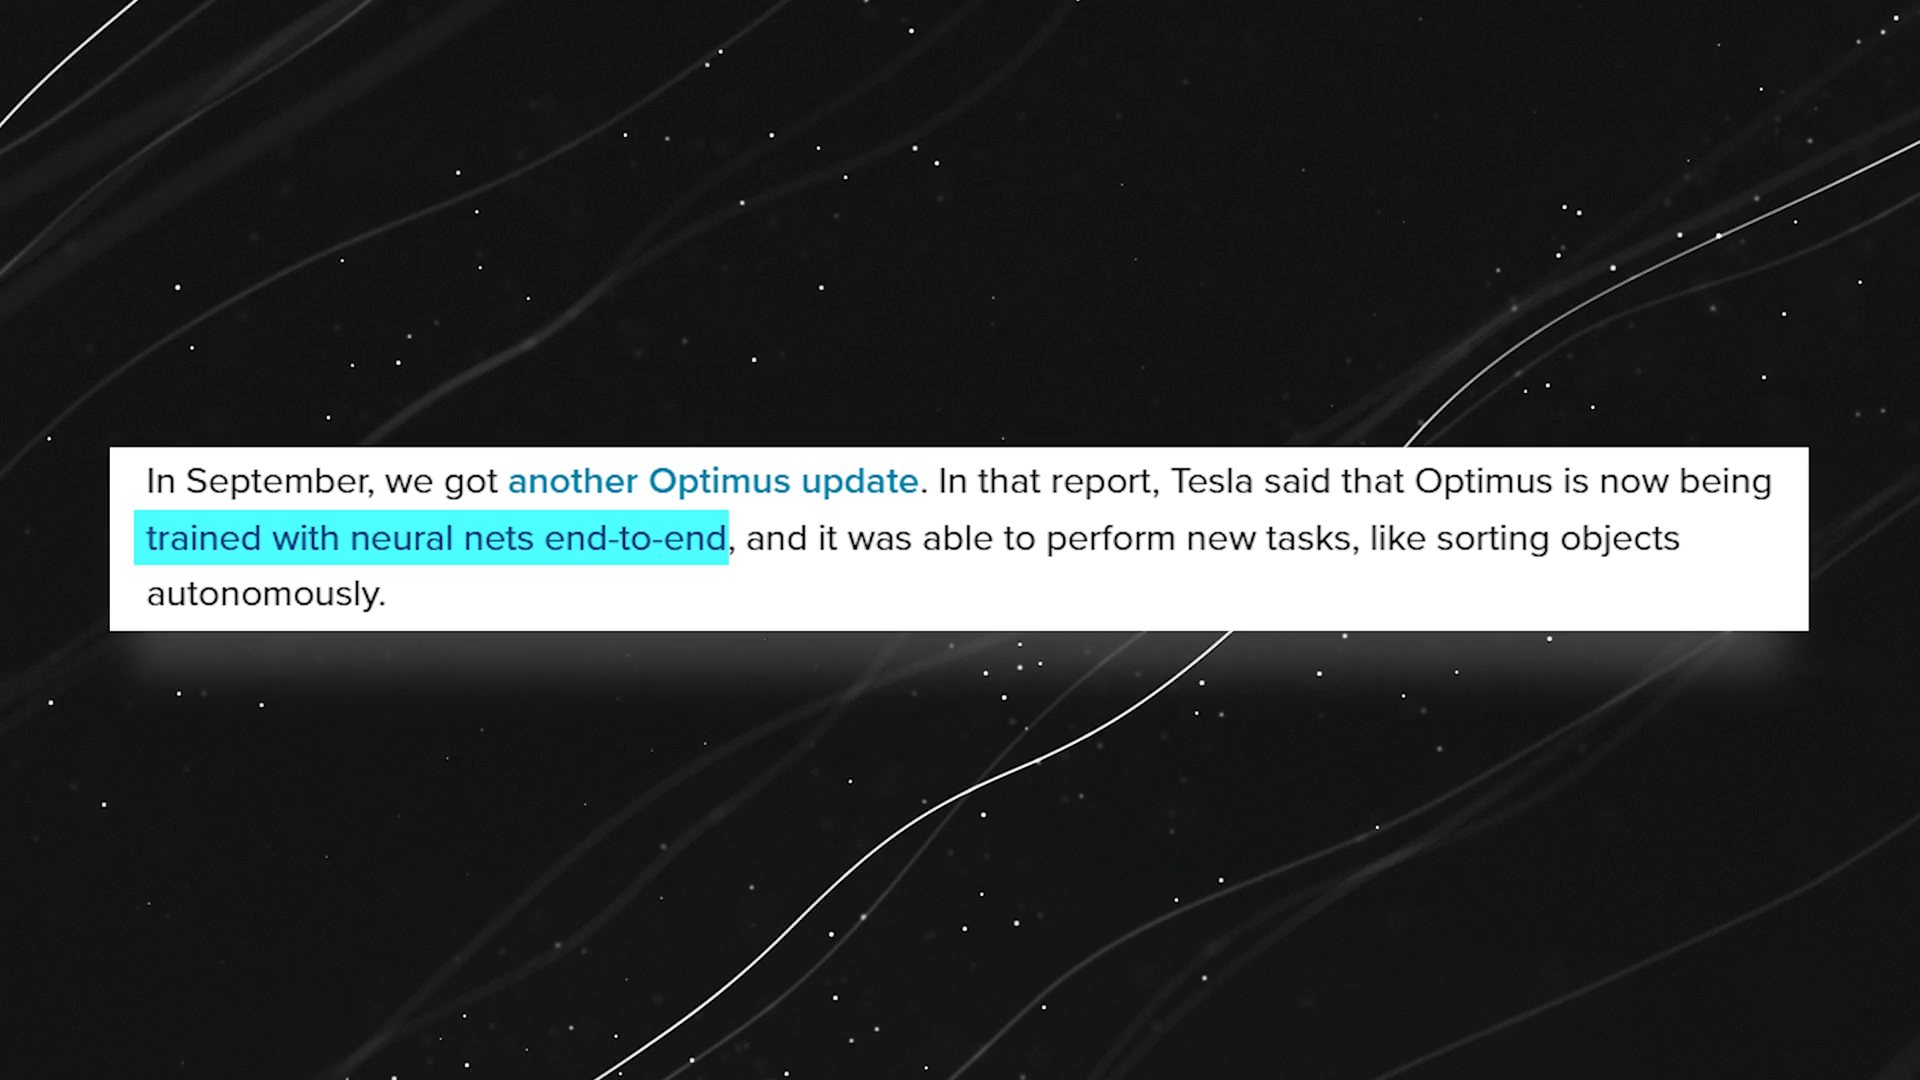 In September, we got another Optimus update. In that report, Tesla said that Optimus is now being
trained with neural nets end-to-end, and it was able to perform new tasks, like sorting objects
autonomously.